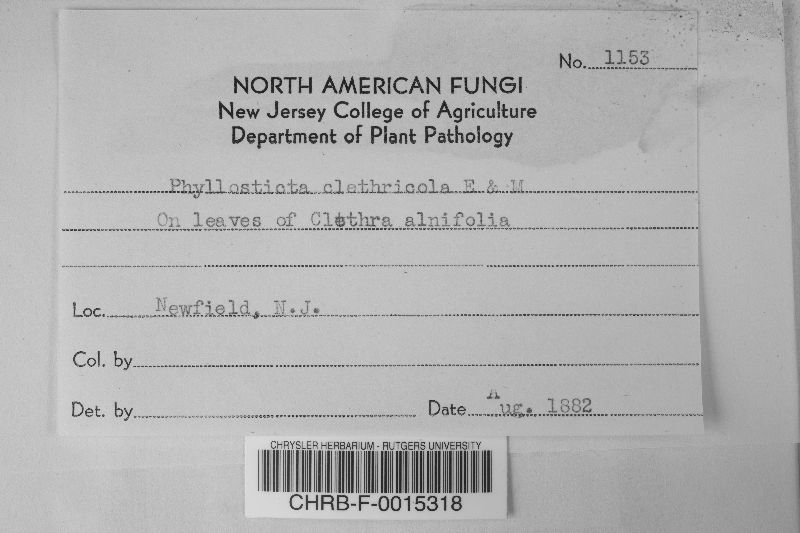 No. 1153
NORTH AMERICAN FUNGI
New Jersey College of Agriculture
Department of Plant Pathology
Phyllosticta clethricola E & M
On leaves of Clethra alnifolia
Loc. Newfield, N.J.
Col. by
Det. by Date Aug. 1882
CHRYSLER HERBARIUM - RUTGERS UNIVERSITY
CHRB-F-0015318